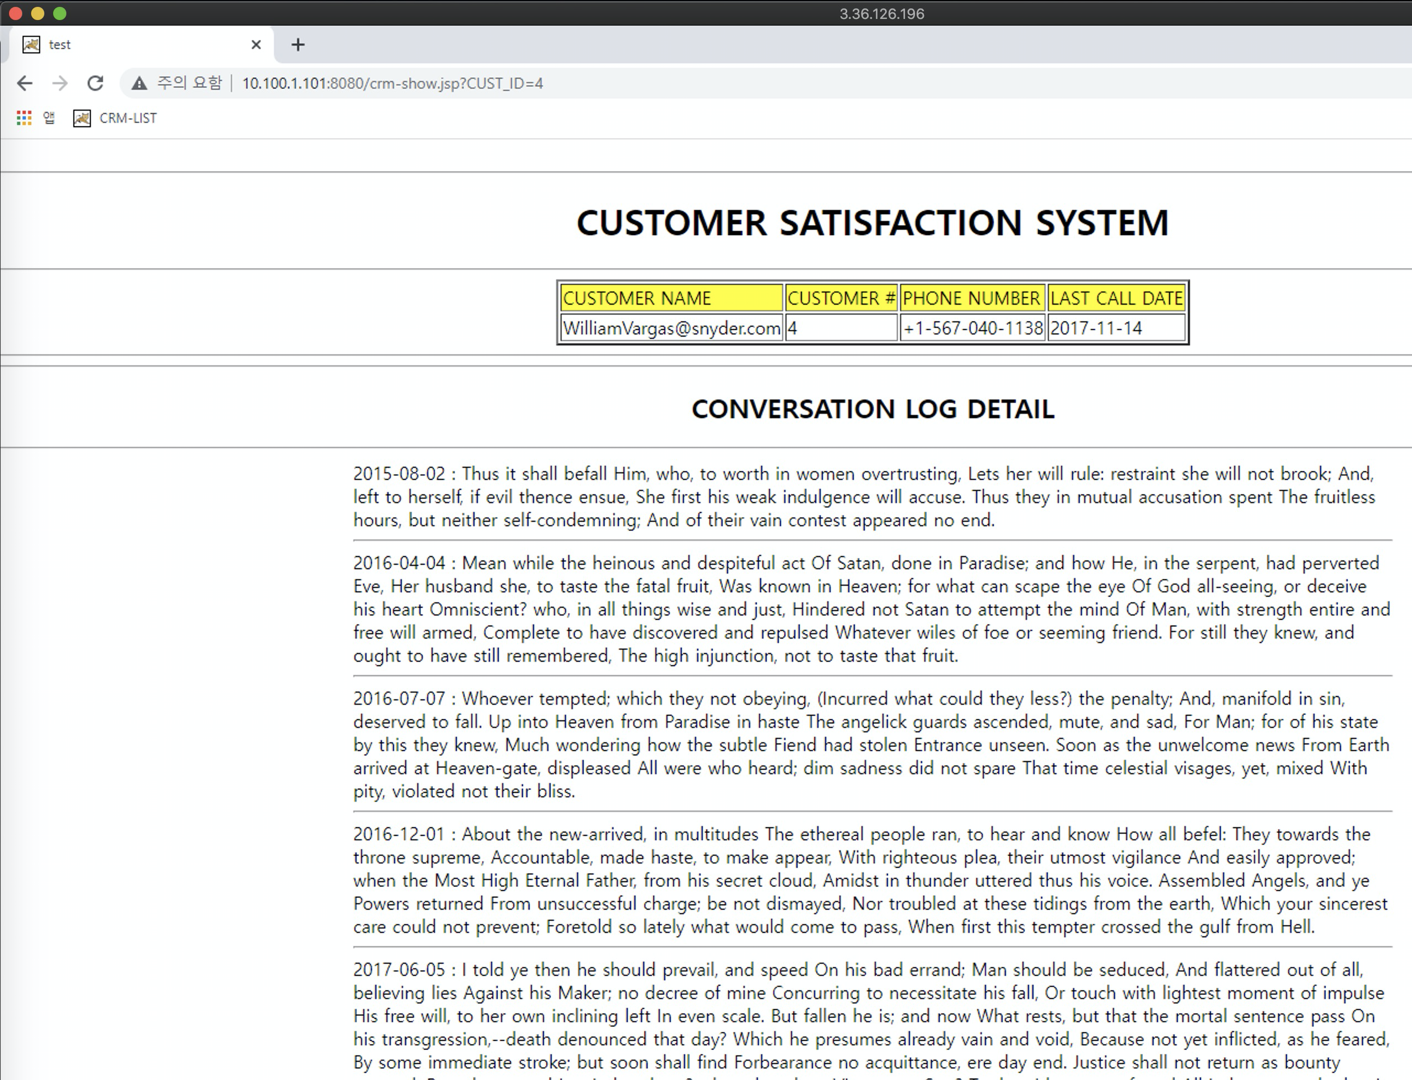 3.36.126.196
test
주의 요함 10.100.1.101:8080/crm-show.jsp?CUST_ID=4
앱 CRM-LIST
CUSTOMER SATISFACTION SYSTEM
CUSTOMER NAME CUSTOMER # PHONE NUMBER LAST CALL DATE
WilliamVargas@snyder.com 4 +1-567-040-1138 2017-11-14
CONVERSATION LOG DETAIL
2015-08-02 : Thus it shall befall Him, who, to worth in women overtrusting, Lets her will rule: restraint she will not brook; And,
left to herself, if evil thence ensue, She first his weak indulgence will accuse. Thus they in mutual accusation spent The fruitless
hours, but neither self-condemning; And of their vain contest appeared no end.
2016-04-04 : Mean while the heinous and despiteful act Of Satan, done in Paradise; and how He, in the serpent, had perverted
Eve, Her husband she, to taste the fatal fruit, Was known in Heaven; for what can scape the eye Of God all-seeing, or deceive
his heart Omniscient? who, in all things wise and just, Hindered not Satan to attempt the mind Of Man, with strength entire and
free will armed, Complete to have discovered and repulsed Whatever wiles of foe or seeming friend. For still they knew, and
ought to have still remembered, The high injunction, not to taste that fruit.
2016-07-07 : Whoever tempted; which they not obeying, (Incurred what could they less?) the penalty; And, manifold in sin,
deserved to fall. Up into Heaven from Paradise in haste The angelick guards ascended, mute, and sad, For Man; for of his state
by this they knew, Much wondering how the subtle Fiend had stolen Entrance unseen. Soon as the unwelcome news From Earth
arrived at Heaven-gate, displeased All were who heard; dim sadness did not spare That time celestial visages, yet, mixed With
pity, violated not their bliss.
2016-12-01 : About the new-arrived, in multitudes The ethereal people ran, to hear and know How all befel: They towards the
throne supreme, Accountable, made haste, to make appear, With righteous plea, their utmost vigilance And easily approved;
when the Most High Eternal Father, from his secret cloud, Amidst in thunder uttered thus his voice. Assembled Angels, and ye
Powers returned From unsuccessful charge; be not dismayed, Nor troubled at these tidings from the earth, Which your sincerest
care could not prevent; Foretold so lately what would come to pass, When first this tempter crossed the gulf from Hell.
2017-06-05 : I told ye then he should prevail, and speed On his bad errand; Man should be seduced, And flattered out of all,
believing lies Against his Maker; no decree of mine Concurring to necessitate his fall, Or touch with lightest moment of impulse
His free will, to her own inclining left In even scale. But fallen he is; and now What rests, but that the mortal sentence pass On
his transgression,--death denounced that day? Which he presumes already vain and void, Because not yet inflicted, as he feared,
By some immediate stroke; but soon shall find Forbearance no acquittance, ere day end. Justice shall not return as bounty